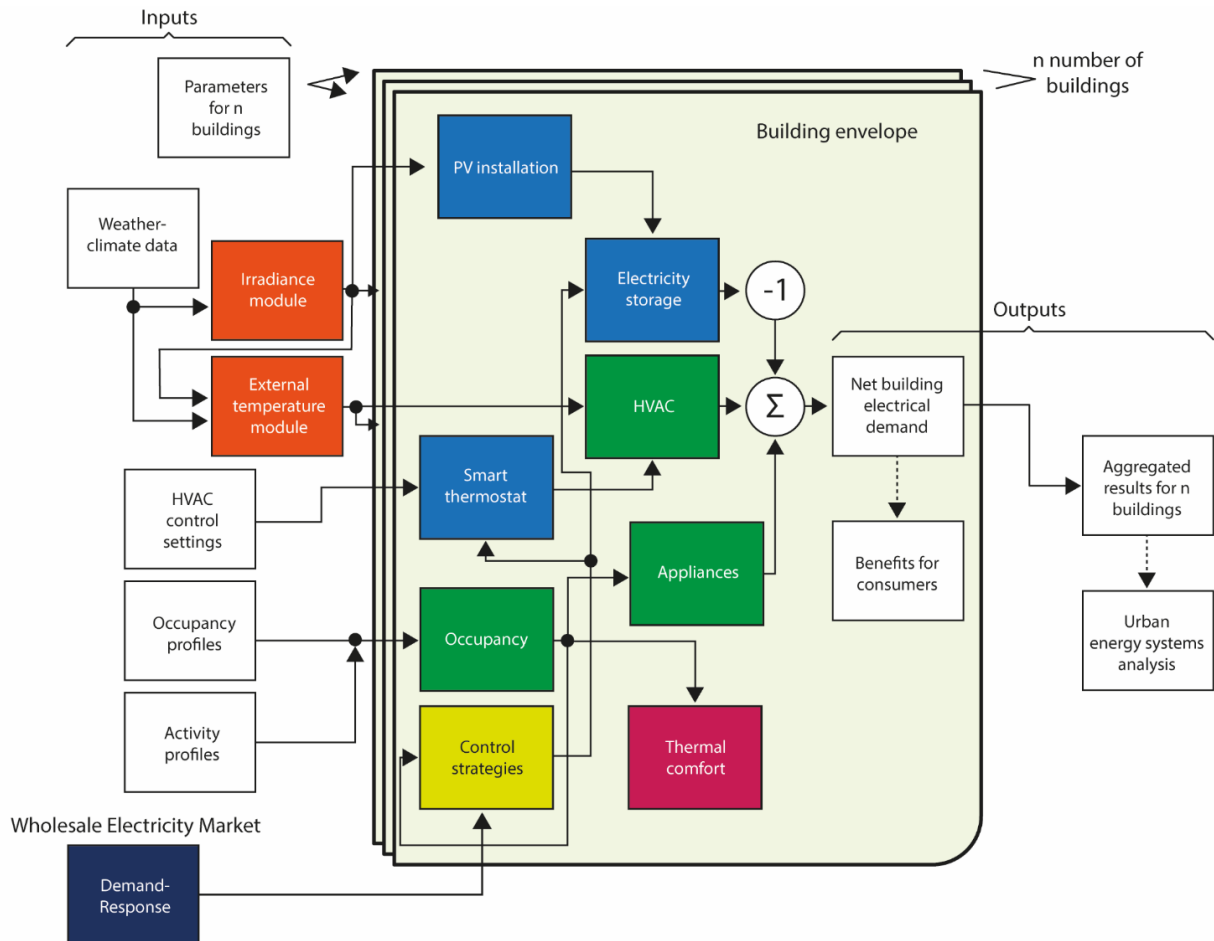 Inputs
Parameters
for n
buildings
n number of
buildings
Building envelope
PV installation
Weather-
climate data
Irradiance
module
Electricity
storage
-1
Outputs
External
temperature
module
HVAC
Σ
Net building
electrical
demand
Smart
thermostat
Aggregated
results for n
buildings
HVAC
control
settings
Appliances
Benefits for
consumers
Occupancy
profiles
Occupancy
Urban
energy systems
analysis
Activity
profiles
Control
strategies
Thermal
comfort
Wholesale Electricity Market
Demand-
Response